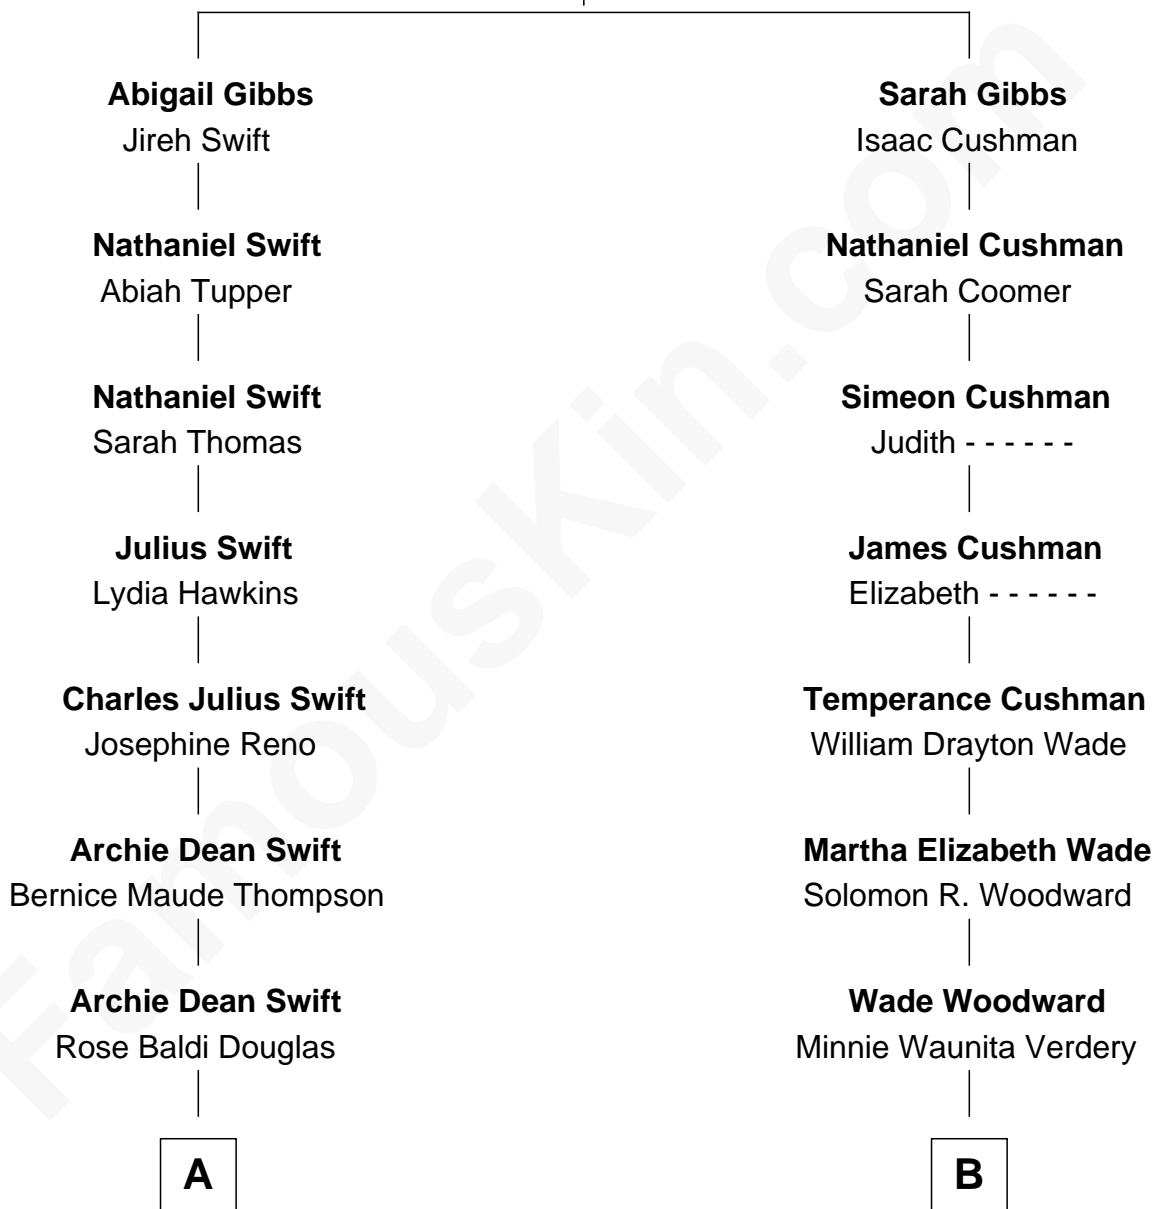 Abigail Gibbs
Jireh Swift
Nathaniel Swift
Abiah Tupper
Nathaniel Swift
Sarah Thomas
Julius Swift
Lydia Hawkins
Charles Julius Swift
Josephine Reno
Archie Dean Swift
Bernice Maude Thompson
Archie Dean Swift
Rose Baldi Douglas
A
Sarah Gibbs
Isaac Cushman
Nathaniel Cushman
Sarah Coomer
Simeon Cushman
Judith - - - - - -
James Cushman
Elizabeth - - - - - -
Temperance Cushman
William Drayton Wade
Martha Elizabeth Wade
Solomon R. Woodward
Wade Woodward
Minnie Waunita Verdery
B
FamousKin.com